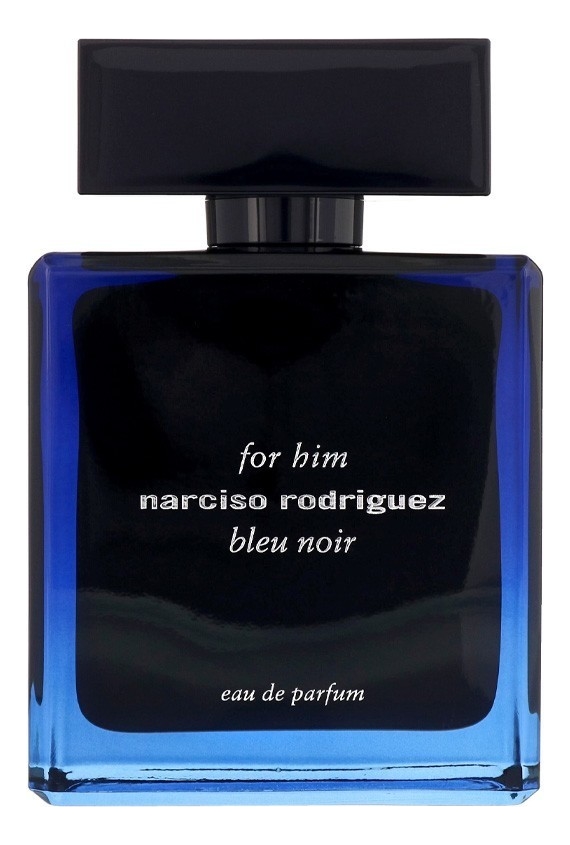 for him
narciso rodriguez
bleu noir
eau de parfum